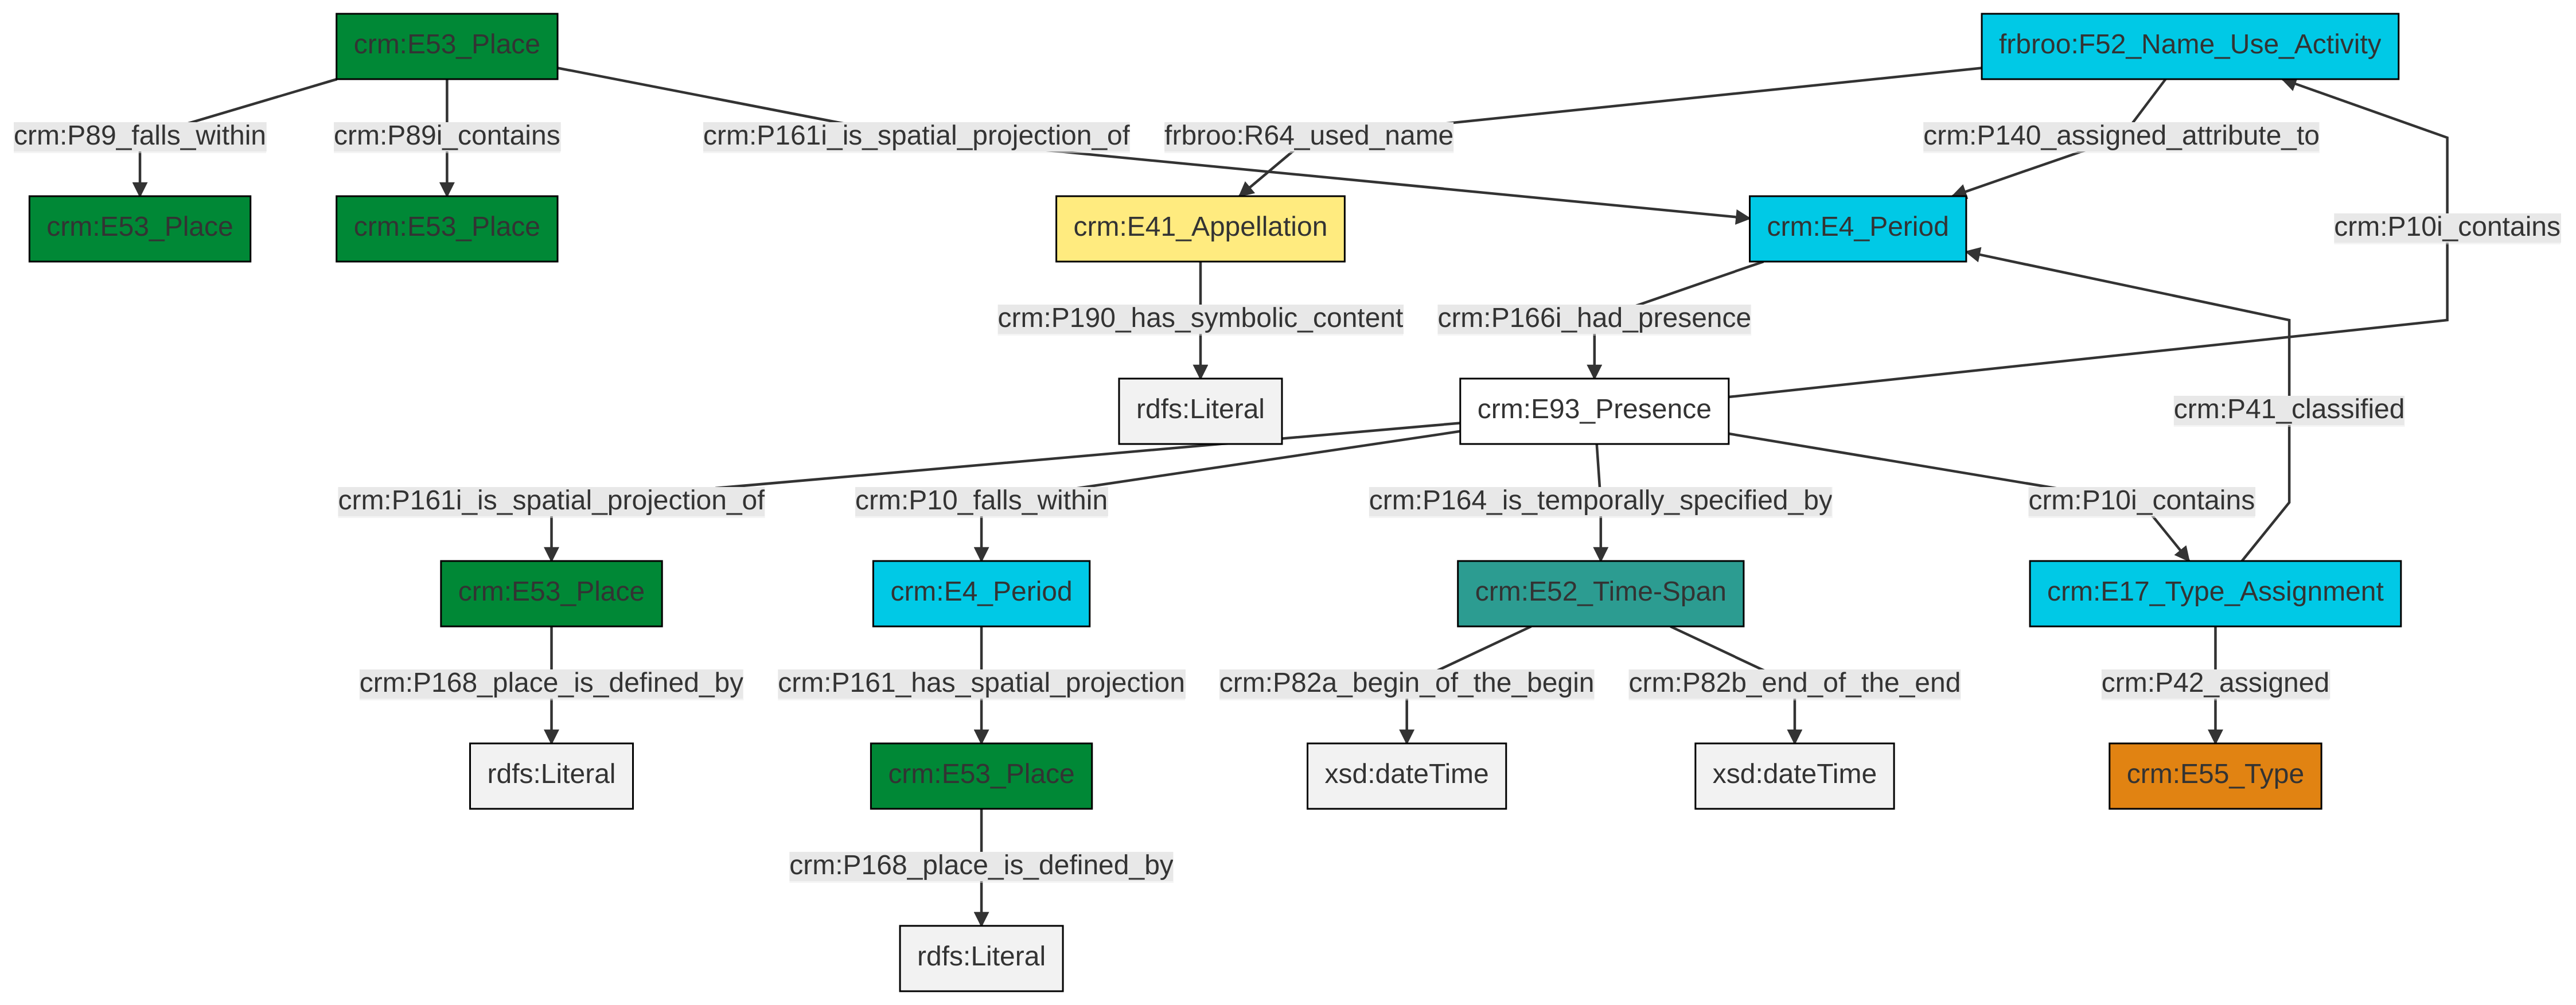 crm:E53_Place
frbroo:F52_Name_Use_Activity
crm:P89_falls_within
crm:P89i_contains
crm:P161i_is_spatial_projection_of
frbroo:R64_used_name
crm:P140_assigned_attribute_to
crm:E53_Place
crm:E53_Place
crm:E41_Appellation
crm:E4_Period
crm:P10i_contains
crm:P190_has_symbolic_content
crm:P166i_had_presence
rdfs:Literal
crm:E93_Presence
crm:P41_classified
crm:P161i_is_spatial_projection_of
crm:P10_falls_within
crm:P164_is_temporally_specified_by
crm:P10i_contains
crm:E53_Place
crm:E4_Period
crm:E52_Time-Span
crm:E17_Type_Assignment
crm:P168_place_is_defined_by
crm:P161_has_spatial_projection
crm:P82a_begin_of_the_begin
crm:P82b_end_of_the_end
crm:P42_assigned
rdfs:Literal
crm:E53_Place
xsd:dateTime
xsd:dateTime
crm:E55_Type
crm:P168_place_is_defined_by
rdfs:Literal